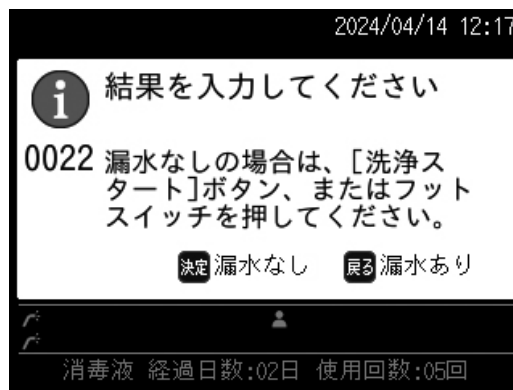 2024/04/14 12:17
結果を入力してください
0022 漏水なしの場合は、[洗浄ス
タート]ボタン、またはフット
スイッチを押してください。
決定 漏水なし 戻る 漏水あり
消毒液 経過日数:02日 使用回数:05回